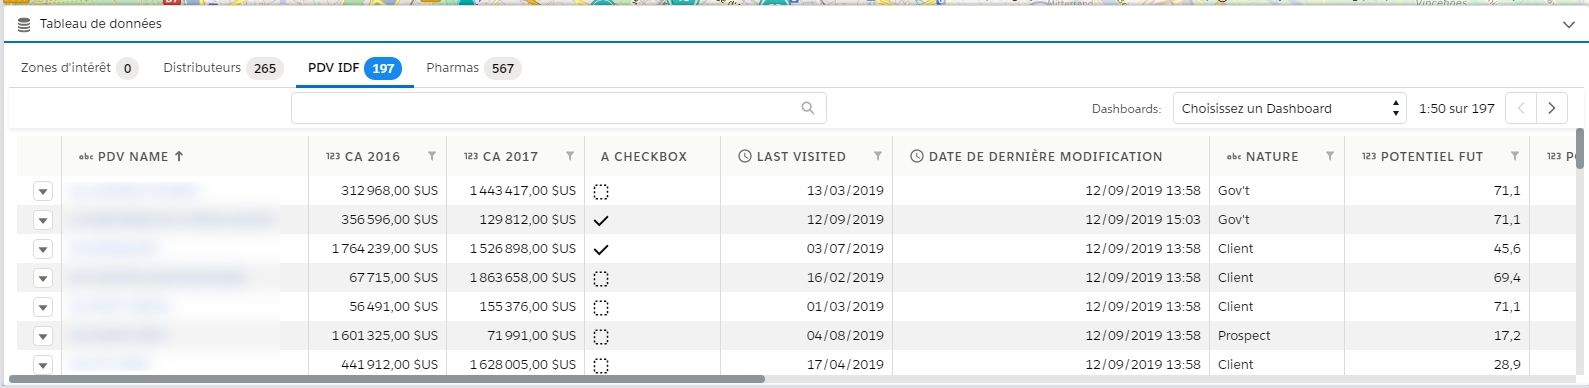 Mitterrand
Vincennes
Tableau de données
Zones d'intérêt 0 Distributeurs 265 PDV IDF 197 Pharmas 567
Dashboards: Choisissez un Dashboard 1:50 sur 197
abc PDV NAME 123 CA 2016 123 CA 2017 A CHECKBOX LAST VISITED DATE DE DERNIÈRE MODIFICATION abc NATURE 123 POTENTIEL FUT 123
312 968,00 $US 1 443 417,00 $US 13/03/2019 12/09/2019 13:58 Gov't 71,1
356 596,00 $US 129 812,00 $US 12/09/2019 12/09/2019 15:03 Gov't 71,1
1 764 239,00 $US 1 526 898,00 $US 03/07/2019 12/09/2019 13:58 Client 45,6
67 715,00 $US 1 863 658,00 $US 16/02/2019 12/09/2019 13:58 Client 69,4
56 491,00 $US 155 376,00 $US 01/03/2019 12/09/2019 13:58 Client 71,1
1 601 325,00 $US 71 991,00 $US 04/08/2019 12/09/2019 13:58 Prospect 17,2
441 912,00 $US 1 628 005,00 $US 17/04/2019 12/09/2019 13:58 Client 28,9